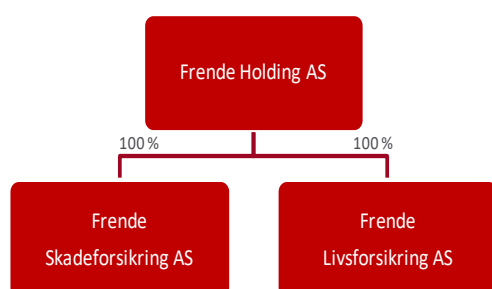 Frende Holding AS
100 %
100 %
Frende
Skadeforsikring AS
Frende
Livsforsikring AS